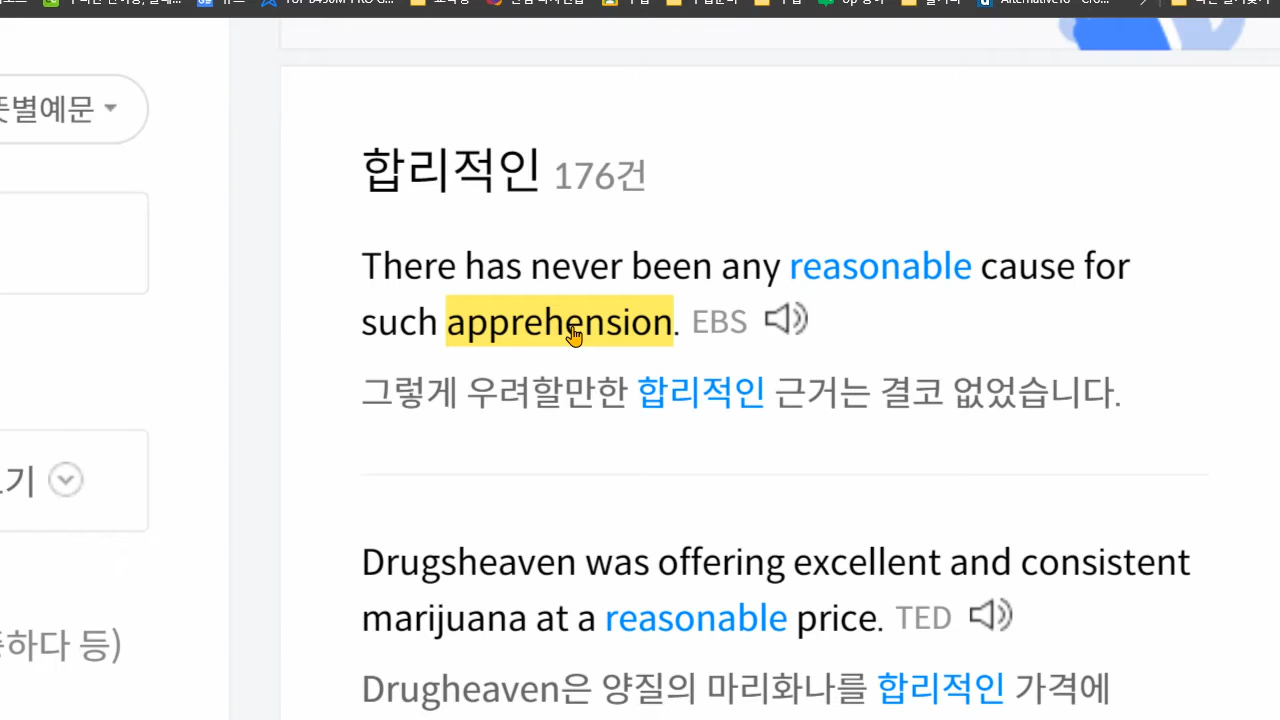 뜻별예문
합리적인 176건
There has never been any reasonable cause for
such apprehension. EBS
그렇게 우려할만한 합리적인 근거는 결코 없었습니다.
기
Drugsheaven was offering excellent and consistent
marijuana at a reasonable price. TED
하다 등)
Drugheaven은 양질의 마리화나를 합리적인 가격에